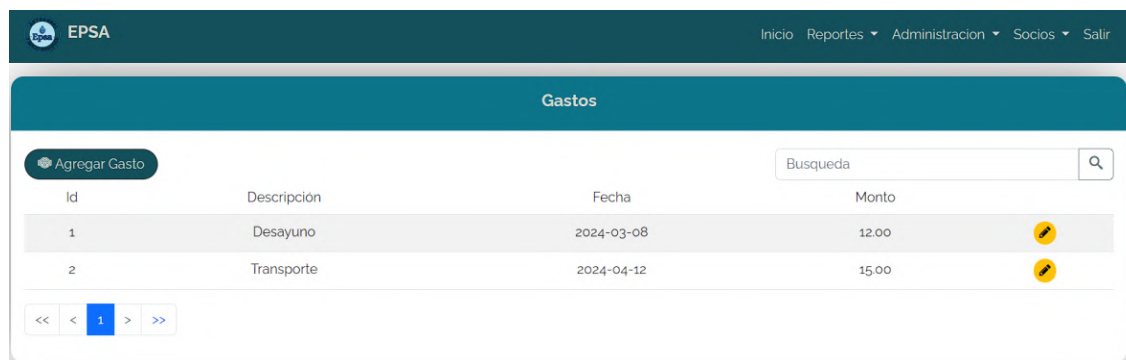 Epsa EPSA Inicio Reportes Administracion Socios Salir
Gastos
Agregar Gasto Busqueda
Id Descripción Fecha Monto
1 Desayuno 2024-03-08 12.00
2 Transporte 2024-04-12 15.00
<< < 1 > >>